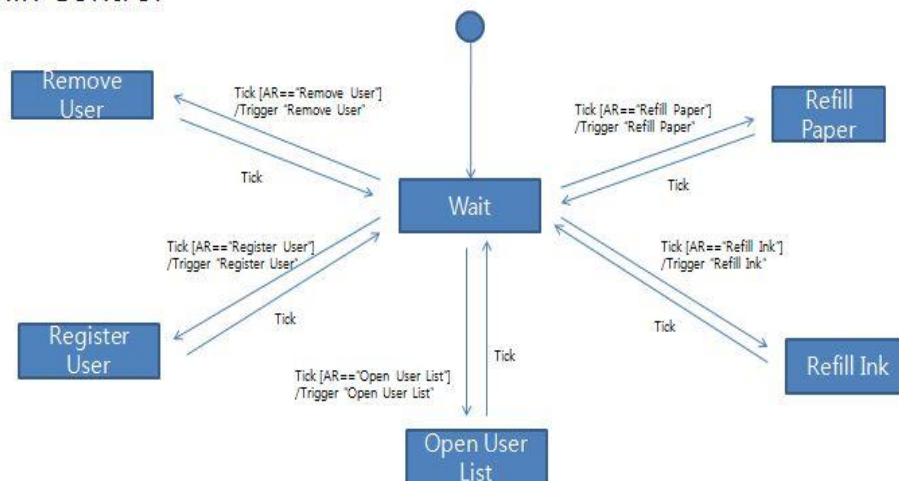 Control
Remove
User
Tick [AR=="Remove User"]
/Trigger "Remove User"
Tick
Tick [AR=="Refill Paper"]
/Trigger "Refill Paper"
Tick
Refill
Paper
Wait
Tick [AR=="Register User"]
/Trigger "Register User"
Tick
Register
User
Tick [AR=="Refill Ink"]
/Trigger "Refill Ink"
Tick
Refill Ink
Tick [AR=="Open User List"]
/Trigger "Open User List"
Tick
Open User
List